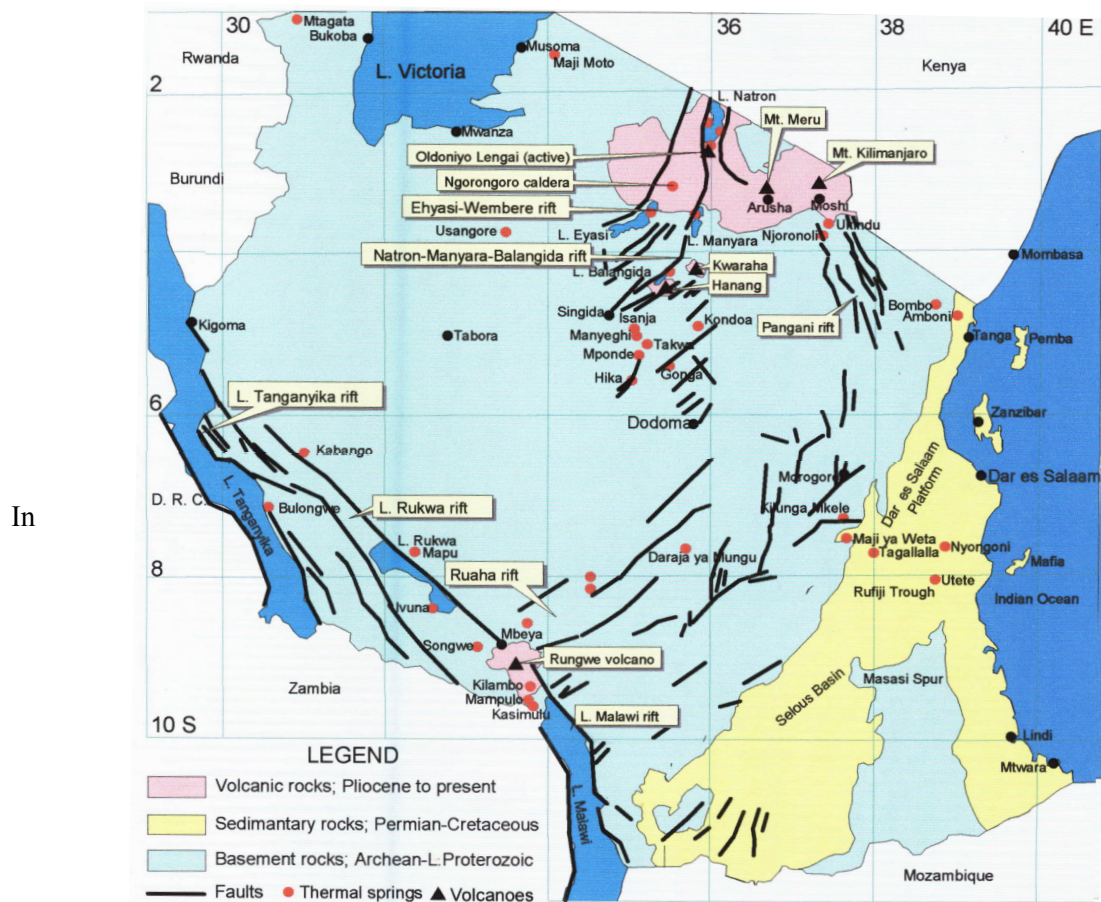 30
36
38
40 E
Mtagata
Bukoba
Musoma
Maji Moto
Rwanda
L. Victoria
Kenya
2
L. Natron
Mt. Meru
Mwanza
Oldoniyo Lengai (active)
Mt. Kilimanjaro
Burundi
Ngorongoro caldera
Arusha
Moshi
Ehyasi-Wembere rift
Usangore
L. Eyasi
L. Manyara
Njoronoli
Natron-Manyara-Balangida rift
Mombasa
L. Balangida
Kwaraha
Hanang
Singida
Isanja
Kondoa
Bombo
Amboni
Kigoma
Tabora
Manyeghi
Takwa
Pangani rift
Tanga
Pemba
Mponde
Hika
Gonga
L. Tanganyika rift
6
Dodoma
Zanzibar
Kabango
Morogoro
Dar es Salaam
Dar es Salaam
Platform
D. R. C.
L. Tanganyika
Bulongwe
L. Rukwa rift
Kilunga Mkele
In
L. Rukwa
Mapu
Daraja ya Mungu
Maji ya Weta
Tagallalla
Nyongoni
Mafia
8
Ruaha rift
Utete
Rufiji Trough
Indian Ocean
Ivuna
Songwe
Mbeya
Rungwe volcano
Masasi Spur
Zambia
Kilambo
Mampulo
Kasimulu
Selous Basin
10 S
L. Malawi rift
Lindi
Mtwara
LEGEND
Volcanic rocks; Pliocene to present
L. Malawi
Sedimantary rocks; Permian-Cretaceous
Basement rocks; Archean-L.Proterozoic
Mozambique
Faults
Thermal springs
Volcanoes